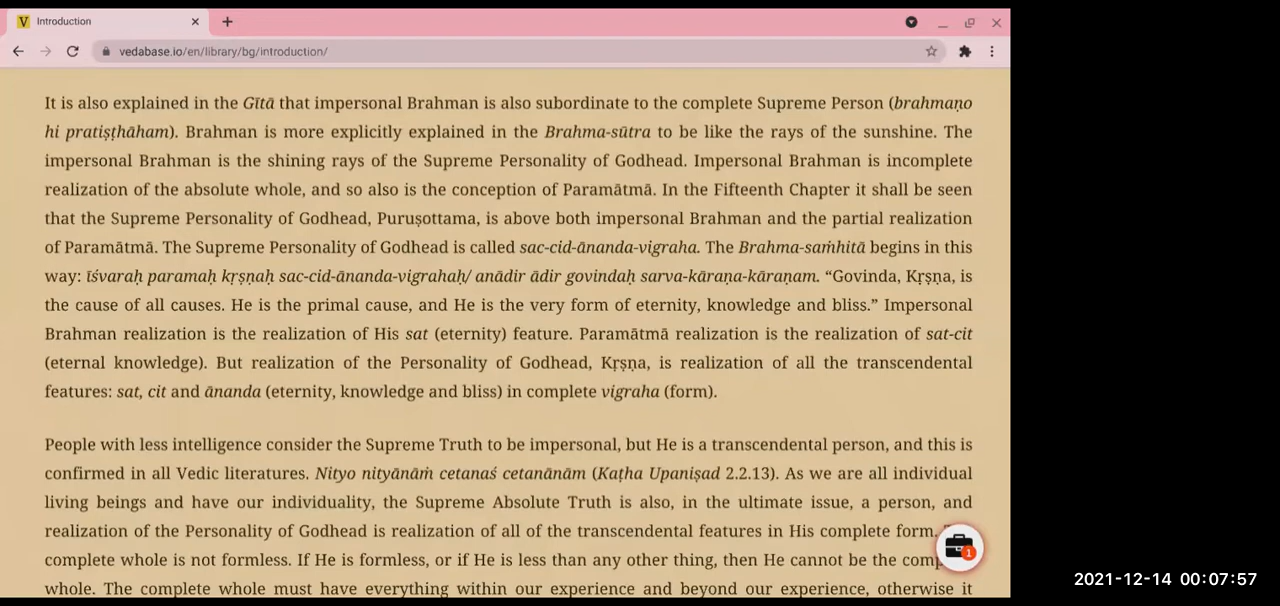 Introduction
vedabase.io/en/library/bg/introduction/
It is also explained in the Gītā that impersonal Brahman is also subordinate to the complete Supreme Person (brahmaṇo
hi pratiṣṭhāham). Brahman is more explicitly explained in the Brahma-sūtra to be like the rays of the sunshine. The
impersonal Brahman is the shining rays of the Supreme Personality of Godhead. Impersonal Brahman is incomplete
realization of the absolute whole, and so also is the conception of Paramātmā. In the Fifteenth Chapter it shall be seen
that the Supreme Personality of Godhead, Puruṣottama, is above both impersonal Brahman and the partial realization
of Paramātmā. The Supreme Personality of Godhead is called sac-cid-ānanda-vigraha. The Brahma-saṁhitā begins in this
way: īśvaraḥ paramaḥ kṛṣṇaḥ sac-cid-ānanda-vigrahaḥ/ anādir ādir govindaḥ sarva-kāraṇa-kāraṇam. “Govinda, Kṛṣṇa, is
the cause of all causes. He is the primal cause, and He is the very form of eternity, knowledge and bliss.” Impersonal
Brahman realization is the realization of His sat (eternity) feature. Paramātmā realization is the realization of sat-cit
(eternal knowledge). But realization of the Personality of Godhead, Kṛṣṇa, is realization of all the transcendental
features: sat, cit and ānanda (eternity, knowledge and bliss) in complete vigraha (form).
People with less intelligence consider the Supreme Truth to be impersonal, but He is a transcendental person, and this is
confirmed in all Vedic literatures. Nityo nityānāṁ cetanaś cetanānām (Kaṭha Upaniṣad 2.2.13). As we are all individual
living beings and have our individuality, the Supreme Absolute Truth is also, in the ultimate issue, a person, and
realization of the Personality of Godhead is realization of all of the transcendental features in His complete form.
complete whole is not formless. If He is formless, or if He is less than any other thing, then He cannot be the
whole. The complete whole must have everything within our experience and beyond our experience, otherwise it
1
2021-12-14 00:07:57